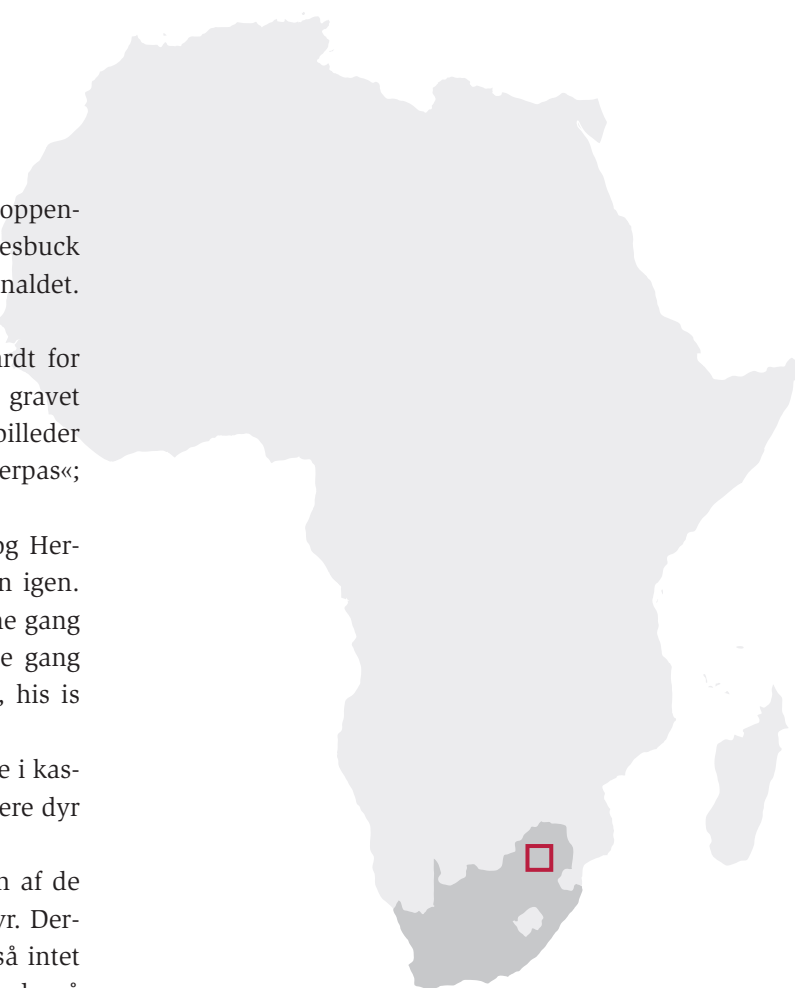 oppen-
esbuck
naldet.
rdt for
gravet
billeder
erpas«;
og Her-
n igen.
ne gang
e gang
, his is
e i kas-
ere dyr
n af de
yr. Der-
så intet